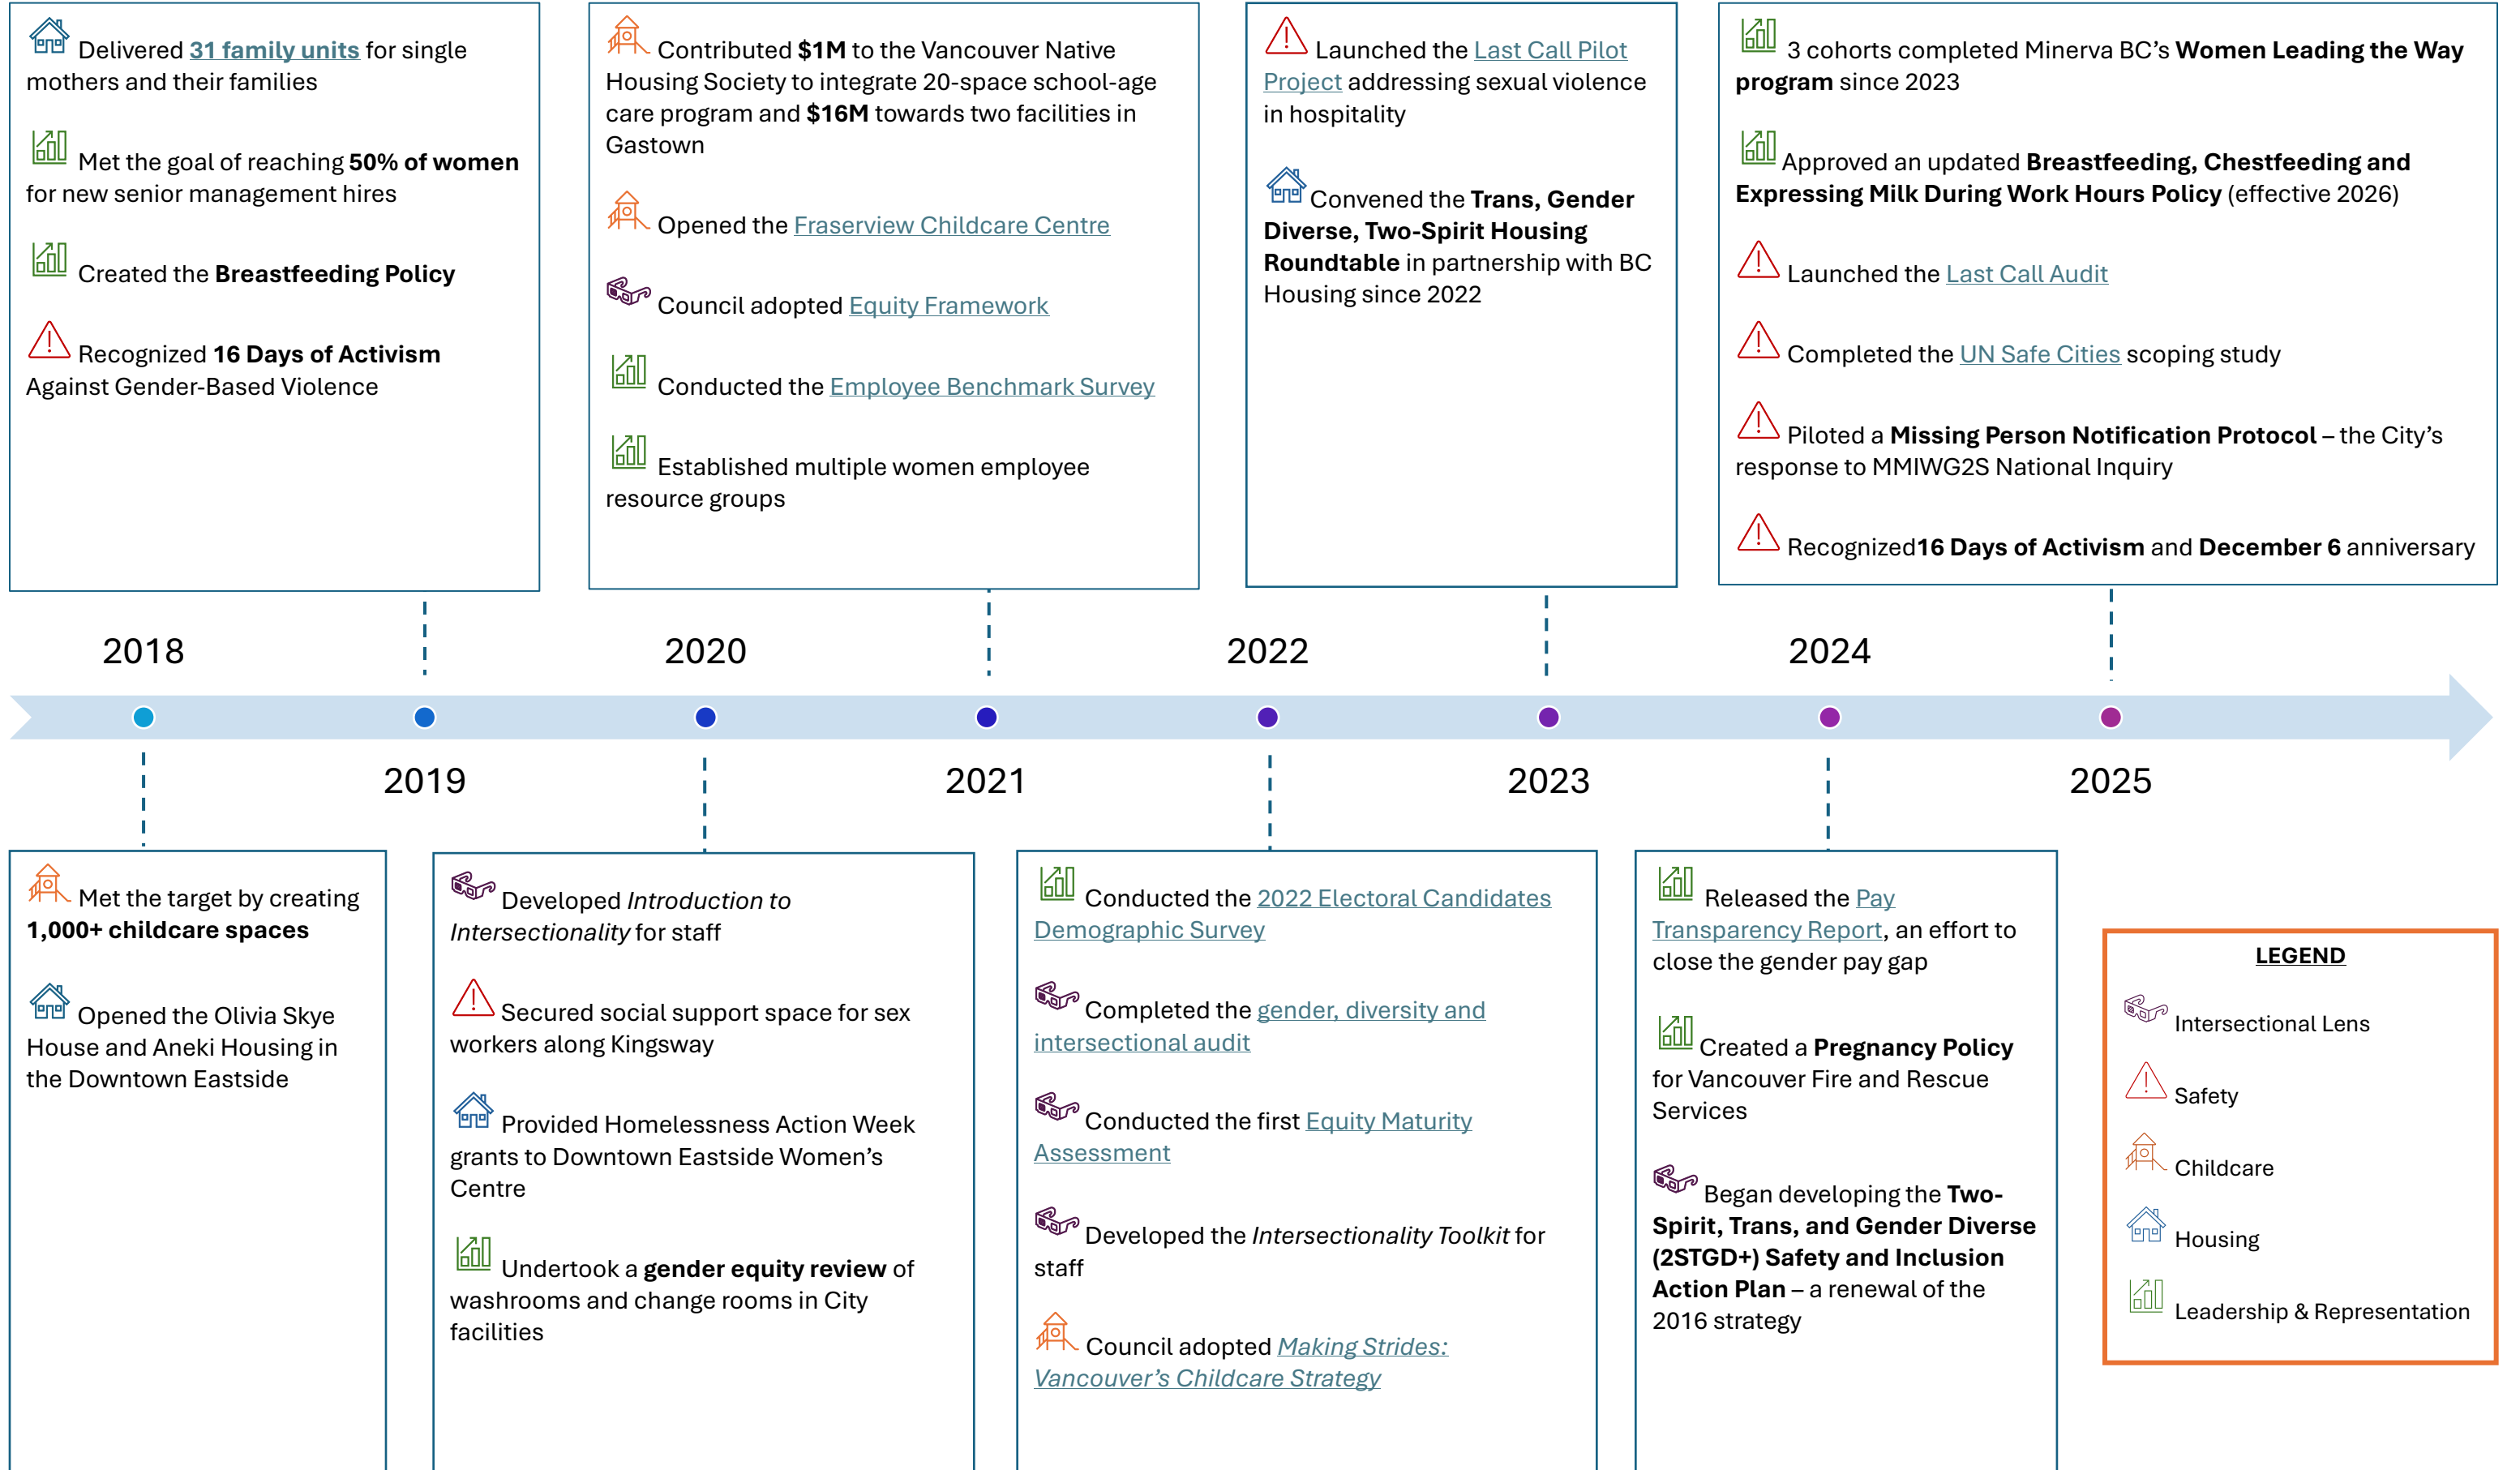 Delivered 31 family units for single
mothers and their families
Met the goal of reaching 50% of women
for new senior management hires
Created the Breastfeeding Policy
Recognized 16 Days of Activism
Against Gender-Based Violence
Contributed $1M to the Vancouver Native
Housing Society to integrate 20-space school-age
care program and $16M towards two facilities in
Gastown
Opened the Fraserview Childcare Centre
Council adopted Equity Framework
Conducted the Employee Benchmark Survey
Established multiple women employee
resource groups
Launched the Last Call Pilot
Project addressing sexual violence
in hospitality
Convened the Trans, Gender
Diverse, Two-Spirit Housing
Roundtable in partnership with BC
Housing since 2022
3 cohorts completed Minerva BC’s Women Leading the Way
program since 2023
Approved an updated Breastfeeding, Chestfeeding and
Expressing Milk During Work Hours Policy (effective 2026)
Launched the Last Call Audit
Completed the UN Safe Cities scoping study
Piloted a Missing Person Notification Protocol – the City’s
response to MMIWG2S National Inquiry
Recognized16 Days of Activism and December 6 anniversary
2018
2020
2022
2024
2019
2021
2023
2025
Met the target by creating
1,000+ childcare spaces
Opened the Olivia Skye
House and Aneki Housing in
the Downtown Eastside
Developed Introduction to
Intersectionality for staff
Secured social support space for sex
workers along Kingsway
Provided Homelessness Action Week
grants to Downtown Eastside Women’s
Centre
Undertook a gender equity review of
washrooms and change rooms in City
facilities
Conducted the 2022 Electoral Candidates
Demographic Survey
Completed the gender, diversity and
intersectional audit
Conducted the first Equity Maturity
Assessment
Developed the Intersectionality Toolkit for
staff
Council adopted Making Strides:
Vancouver’s Childcare Strategy
Released the Pay
Transparency Report, an effort to
close the gender pay gap
Created a Pregnancy Policy
for Vancouver Fire and Rescue
Services
Began developing the Two-
Spirit, Trans, and Gender Diverse
(2STGD+) Safety and Inclusion
Action Plan – a renewal of the
2016 strategy
LEGEND
Intersectional Lens
Safety
Childcare
Housing
Leadership & Representation